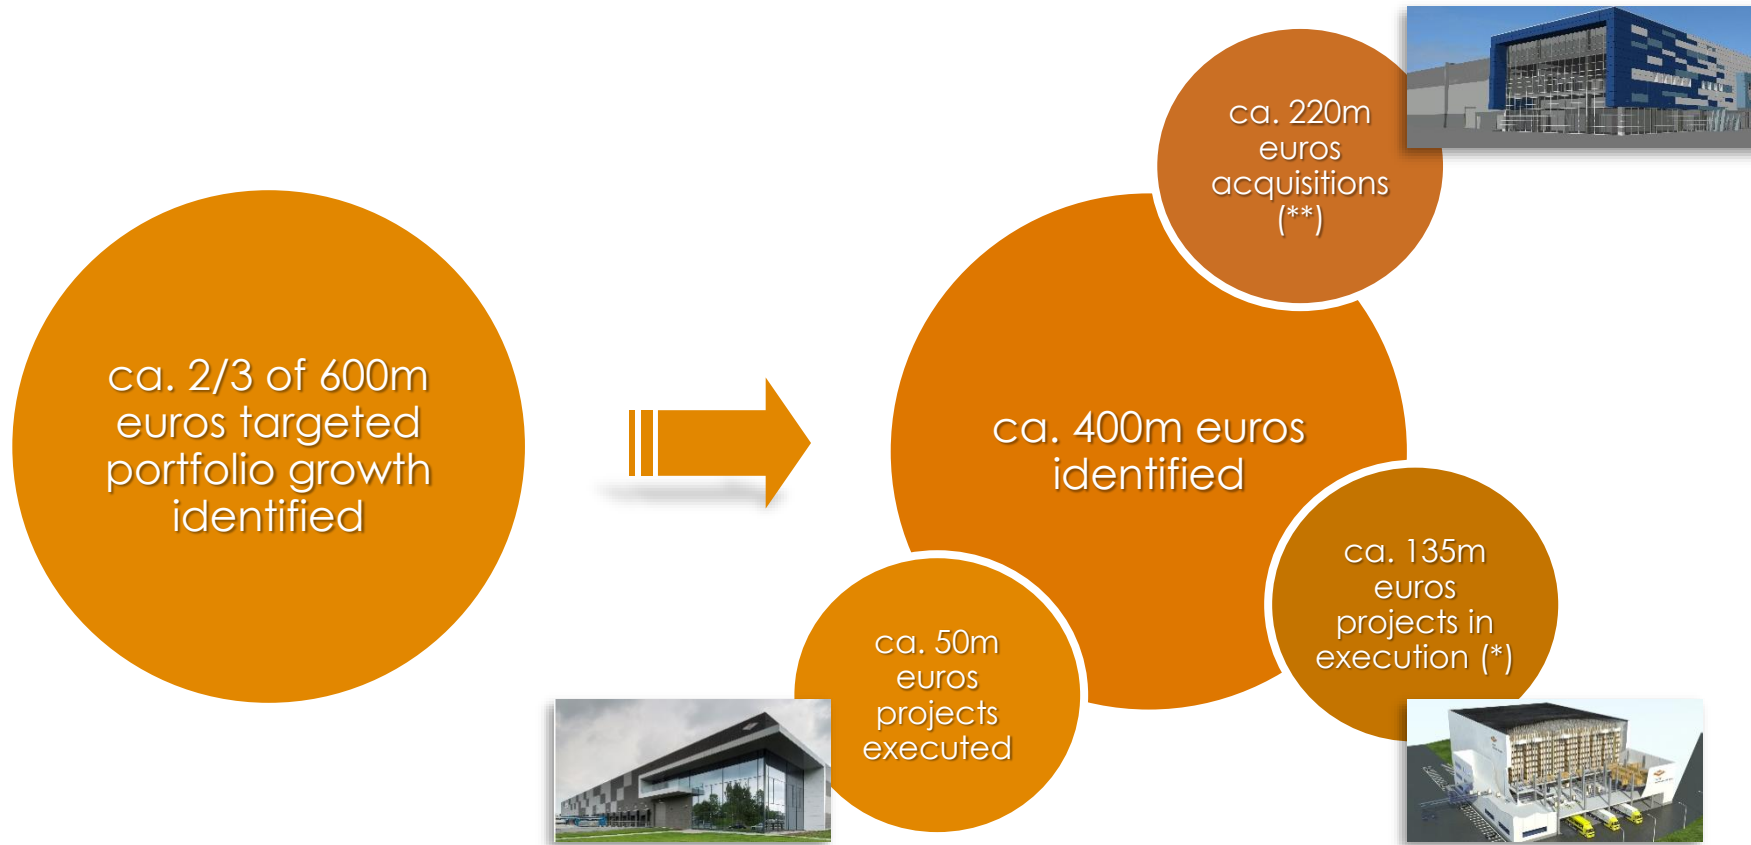 ca. 2/3 of 600m
euros targeted
portfolio growth
identified
ca. 400m euros
identified
ca. 220m
euros
acquisitions
(**)
ca. 135m
euros
projects in
execution (*)
ca. 50m
euros
projects
executed